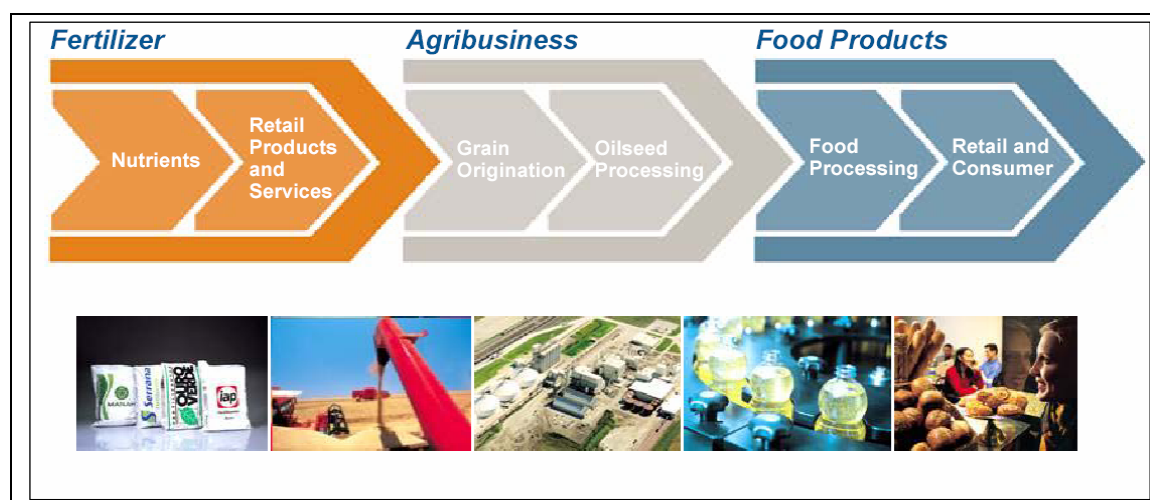 Fertilizer
Agribusiness
Food Products
Nutrients
Retail
Products
and
Services
Grain
Origination
Oilseed
Processing
Food
Processing
Retail and
Consumer
Serrana
OURO
VERDE
iap